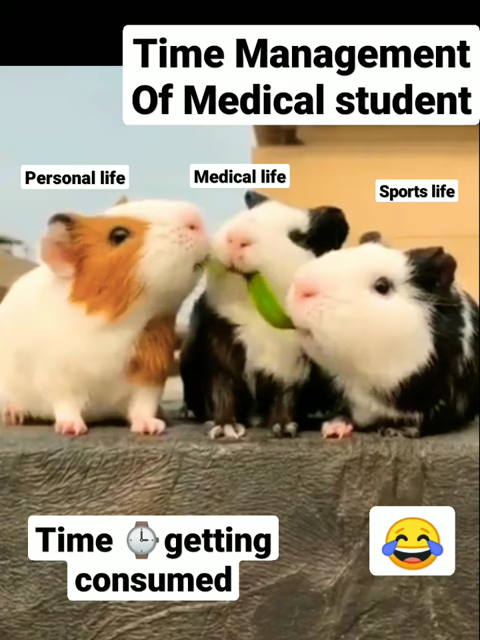 Time Management
Of Medical student
Personal life
Medical life
Sports life
Time ⌚ getting
consumed
😂